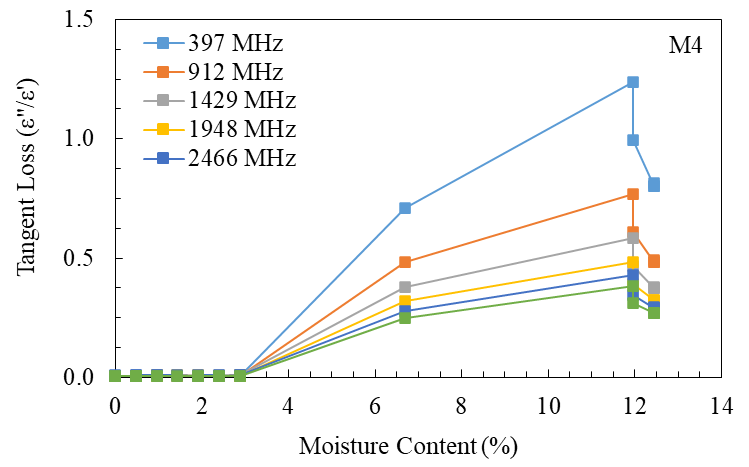 1.5
M4
397 MHz
912 MHz
1429 MHz
1948 MHz
2466 MHz
1.0
0.5
0.0
Tangent Loss (ε"/ε')
0 2 4 6 8 10 12 14
Moisture Content (%)